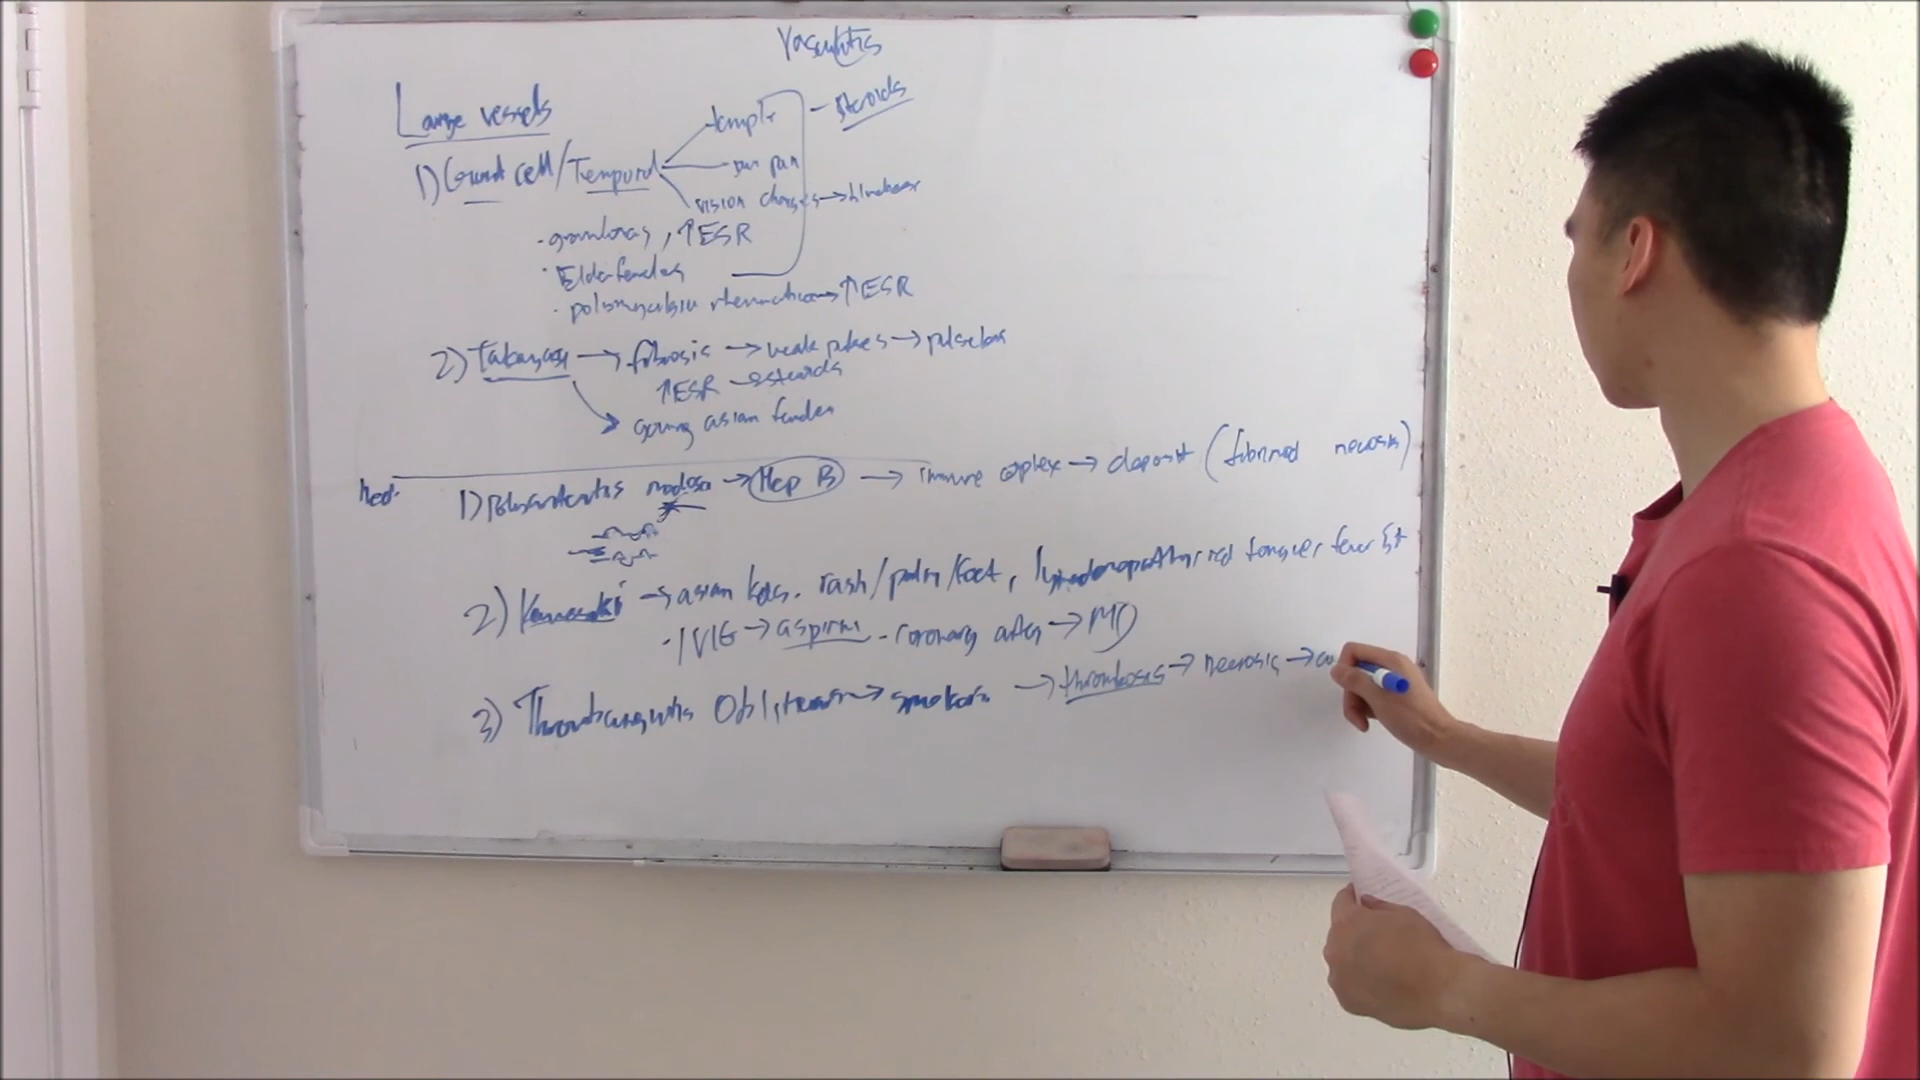 Vasculitis
Large vessels
1) Giant cell / Temporal
temple
jaw pain
vision changes → blindness
- steroids
· granulomas, ↑ESR
· Elder females
· polymyalgia rheumatica → ↑ESR
2) Takayasu → fibrosis → weak pulses → pulseless
↑ESR → steroids
young asian females
Med.
1) Polyarteritis nodosa → Hep B → immune complex → deposit (fibrinoid necrosis)
2) Kawasaki → asian kids. rash/palm/feet, lymphadenopathy, red tongue, fever 5d+
· IVIG → aspirin - coronary artery → MI
3) Thromboangiitis Obliterans → smokers → thrombosis → necrosis →